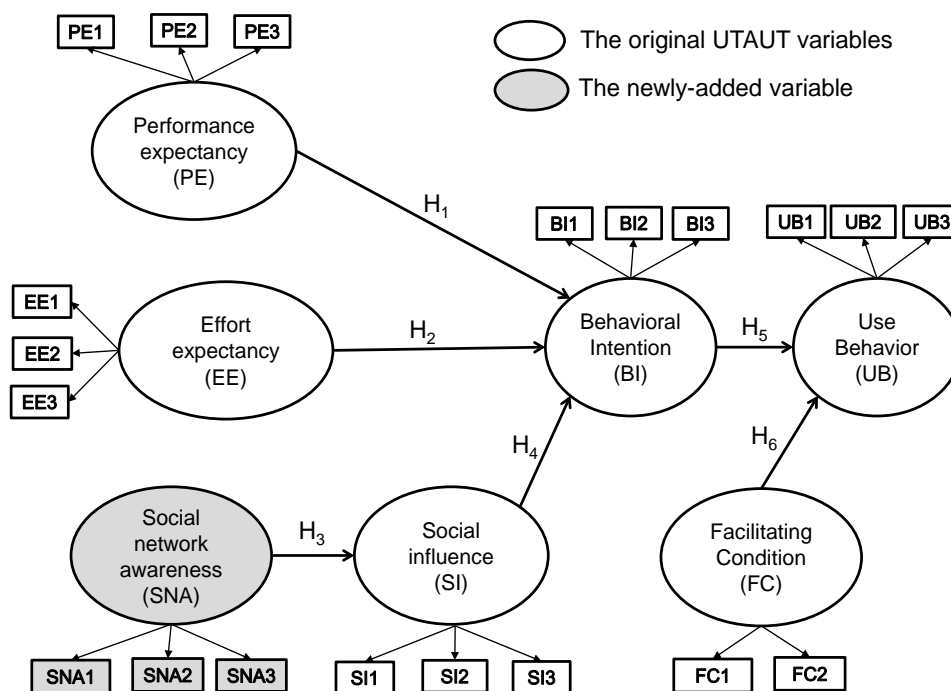 PE1
PE2
PE3
The original UTAUT variables
The newly-added variable
Performance
expectancy
(PE)
H1
BI1
BI2
BI3
UB1
UB2
UB3
EE1
EE2
EE3
Effort
expectancy
(EE)
H2
Behavioral
Intention
(BI)
H5
Use
Behavior
(UB)
H4
H6
Social
network
awareness
(SNA)
H3
Social
influence
(SI)
Facilitating
Condition
(FC)
SNA1
SNA2
SNA3
SI1
SI2
SI3
FC1
FC2